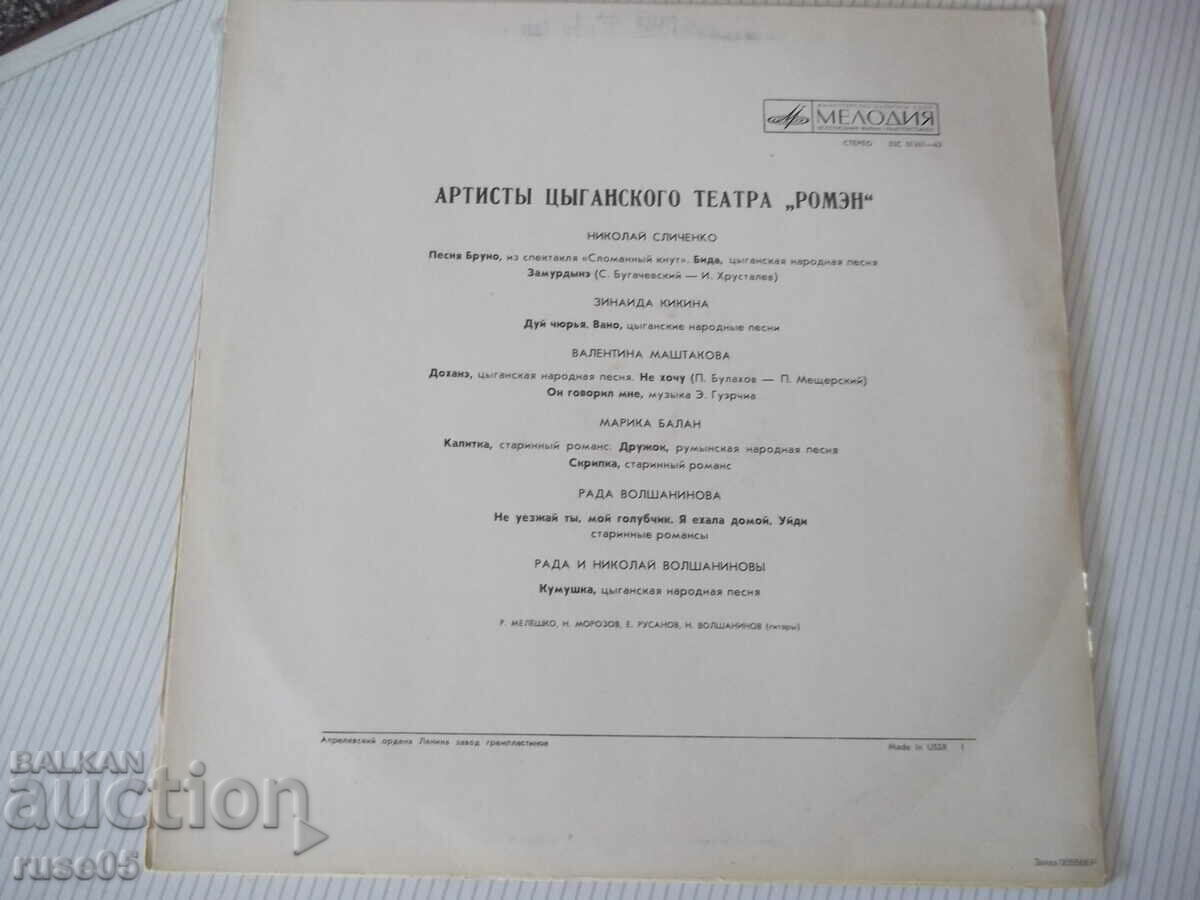 МЕЛОДИЯ
СТЕРЕО
АРТИСТЫ ЦЫГАНСКОГО ТЕАТРА „РОМЭН“
НИКОЛАЙ СЛИЧЕНКО
Песня Бруно, из спектакля «Сломанный кнут». Бида, цыганская народная песня
Замурдынэ (С. Бугачевский — И. Хрусталев)
ЗИНАИДА КИКИНА
Дуй чюрья. Вано, цыганские народные песни
ВАЛЕНТИНА МАШТАКОВА
Доханэ, цыганская народная песня. Не хочу (П. Булахов — П. Мещерский)
Он говорил мне, музыка Э. Гуэрчиа
МАРИКА БАЛАН
Калитка, старинный романс. Дружок, румынская народная песня
Скрипка, старинный романс
РАДА ВОЛШАНИНОВА
Не уезжай ты, мой голубчик. Я ехала домой. Уйди
старинные романсы
РАДА И НИКОЛАЙ ВОЛШАНИНОВЫ
Кумушка, цыганская народная песня
Р. МЕЛЕШКО, Н. МОРОЗОВ, Е. РУСАНОВ, Н. ВОЛШАНИНОВ (гитары)
Апрелевский ордена Ленина завод грампластинок
Made in USSR 1
BALKAN
auction
ruse05